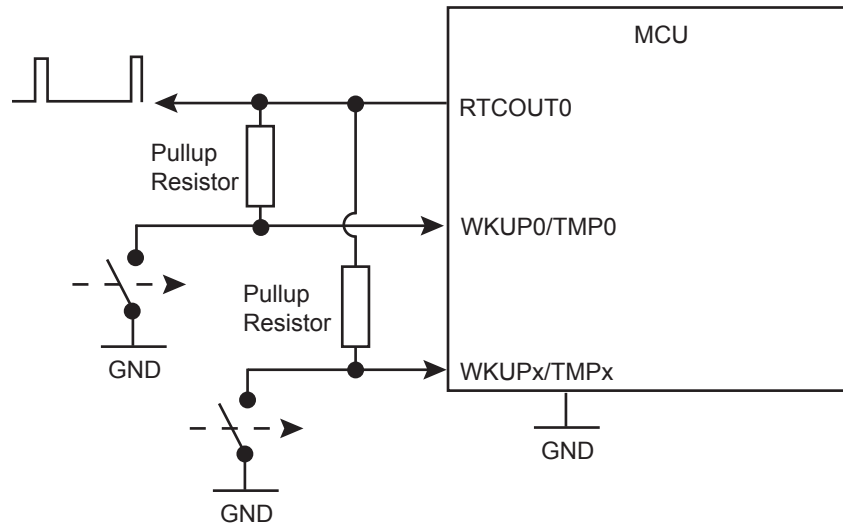 MCU
RTCOUT0
Pullup
Resistor
WKUP0/TMP0
GND
Pullup
Resistor
WKUPx/TMPx
GND
GND